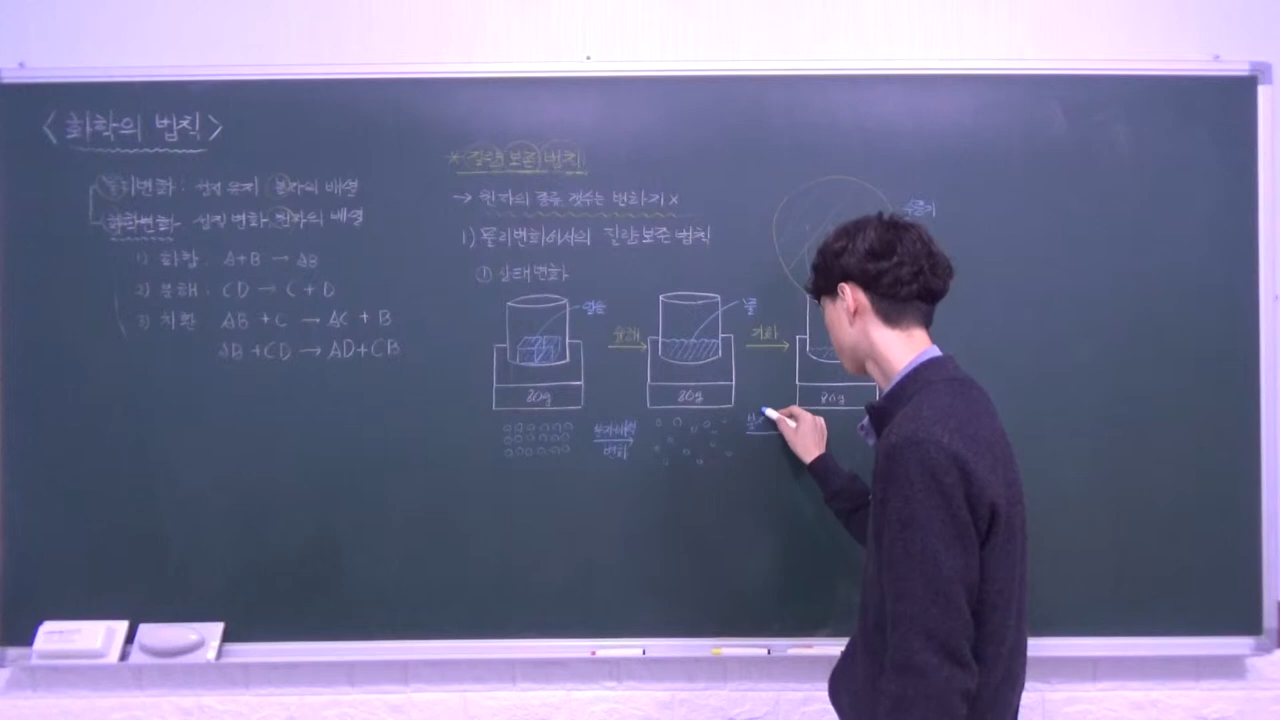 <화학의 법칙>
물리변화: 성질 유지, 분자의 배열
화학변화: 성질 변화, 원자의 배열
1) 화합: A+B → AB
2) 분해: CD → C + D
3) 치환: AB + C → AC + B
AB + CD → AD + CB
* 질량 보존 법칙
→ 원자의 종류, 갯수는 변하기 x
1) 물리변화에서의 질량 보존 법칙
① 상태변화
얼음
융해
물
기화
수증기
80g
80g
80g
분자배열
변화